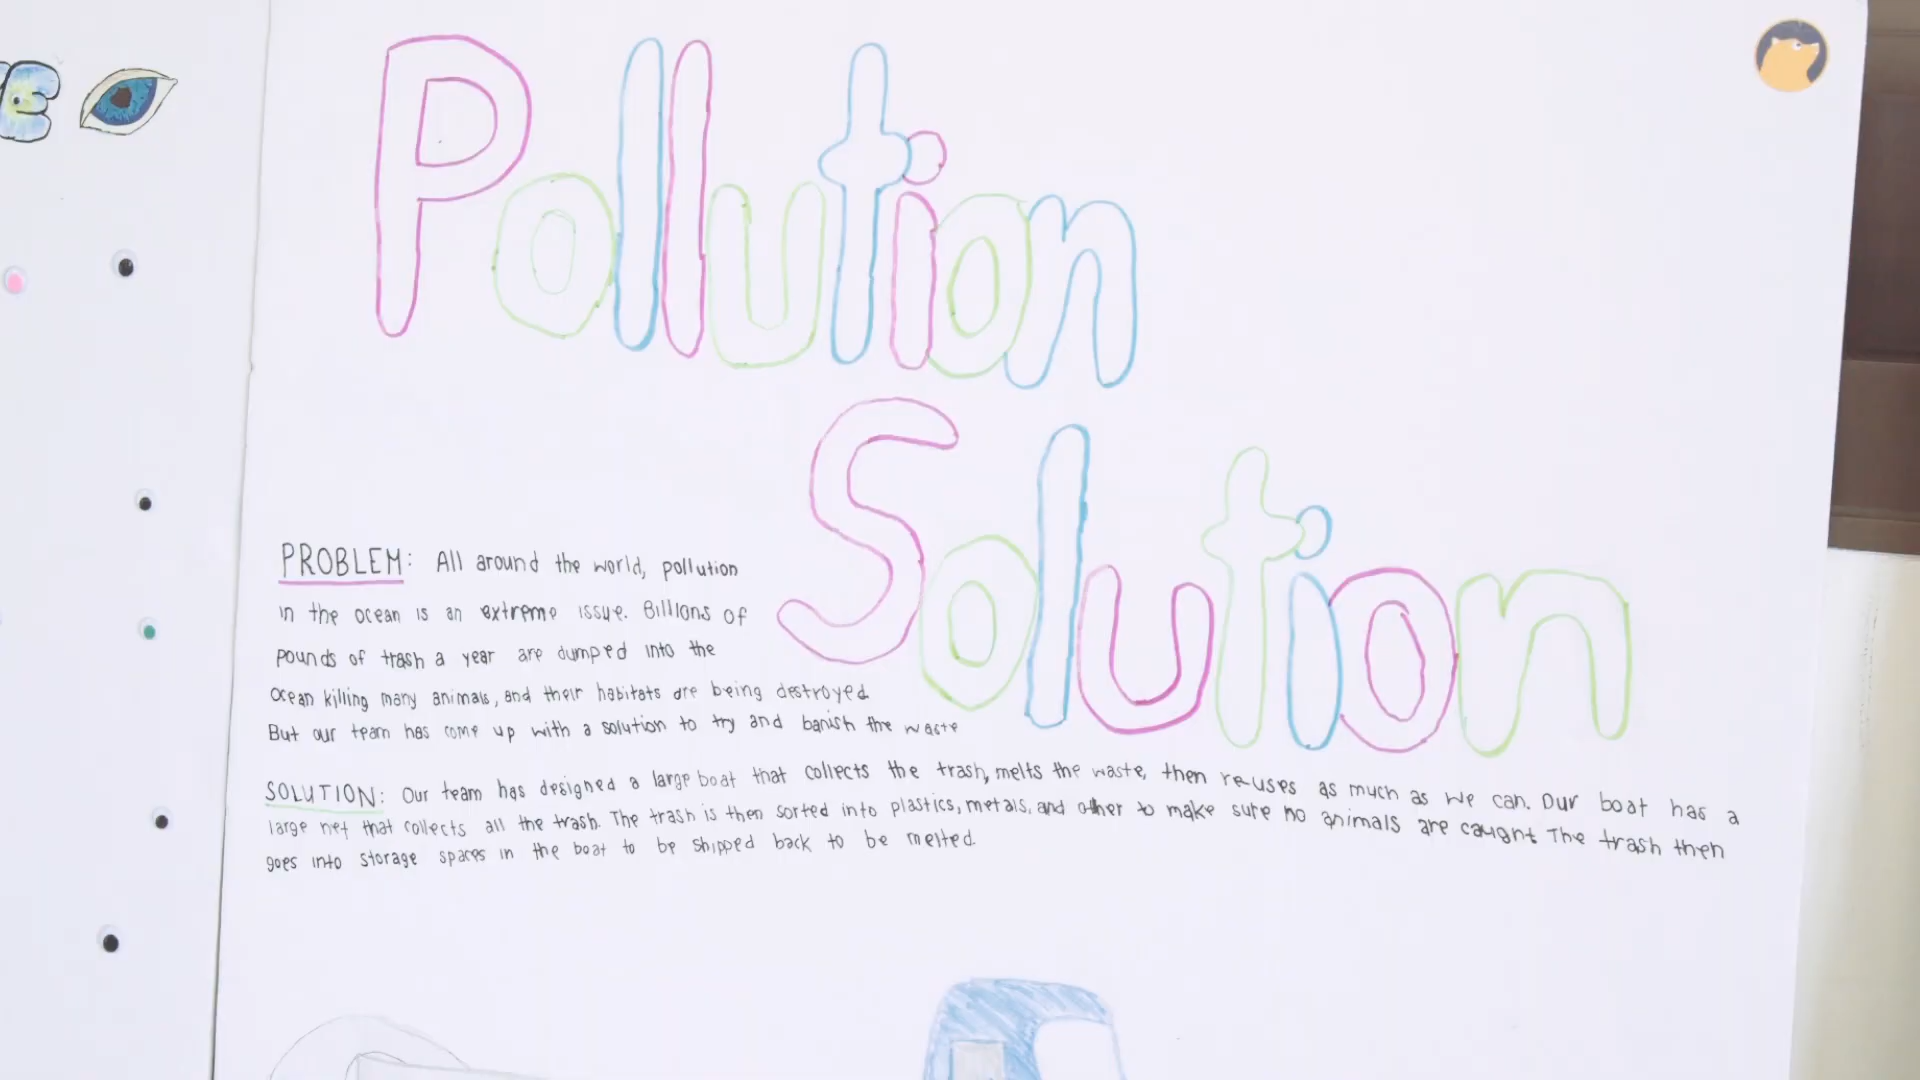 E
Pollution
Solution
PROBLEM: All around the world, pollution
in the ocean is an extreme issue. Billions of
pounds of trash a year are dumped into the
ocean killing many animals, and their habitats are being destroyed.
But our team has come up with a solution to try and banish the waste
SOLUTION: Our team has designed a large boat that collects the trash, melts the waste, then re-uses as much as we can. Our boat has a
large net that collects all the trash. The trash is then sorted into plastics, metals, and other to make sure no animals are caught The trash then
goes into storage spaces in the boat to be shipped back to be melted.